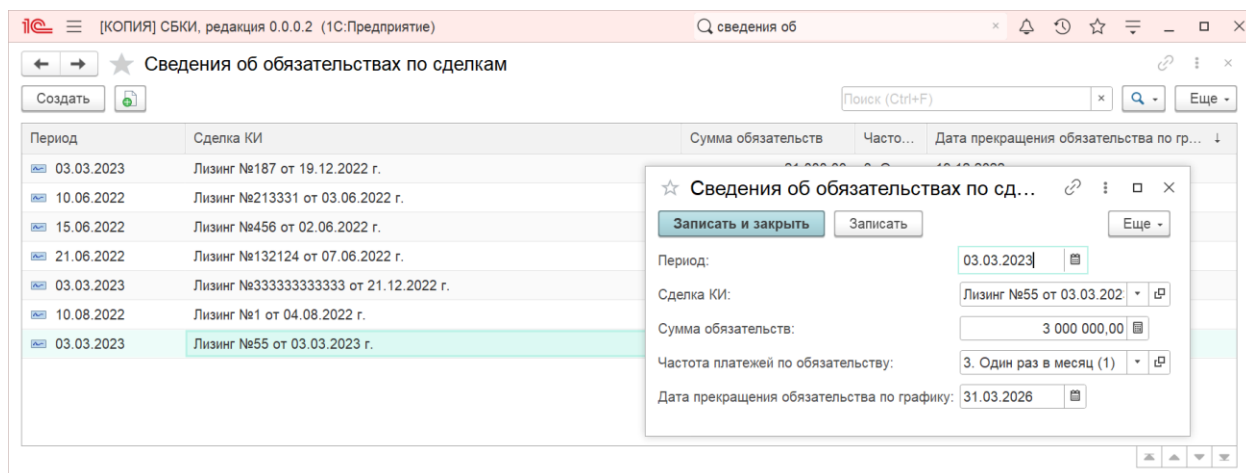 [КОПИЯ] СБКИ, редакция 0.0.0.2 (1С:Предприятие) сведения об
Сведения об обязательствах по сделкам
Создать Поиск (Ctrl+F) Еще
Период Сделка КИ Сумма обязательств Часто... Дата прекращения обязательства по гр...
03.03.2023 Лизинг №187 от 19.12.2022 г.
10.06.2022 Лизинг №213331 от 03.06.2022 г.
15.06.2022 Лизинг №456 от 02.06.2022 г.
21.06.2022 Лизинг №132124 от 07.06.2022 г.
03.03.2023 Лизинг №333333333333 от 21.12.2022 г.
10.08.2022 Лизинг №1 от 04.08.2022 г.
03.03.2023 Лизинг №55 от 03.03.2023 г.
Сведения об обязательствах по сд...
Записать и закрыть Записать Еще
Период: 03.03.2023
Сделка КИ: Лизинг №55 от 03.03.202
Сумма обязательств: 3 000 000,00
Частота платежей по обязательству: 3. Один раз в месяц (1)
Дата прекращения обязательства по графику: 31.03.2026